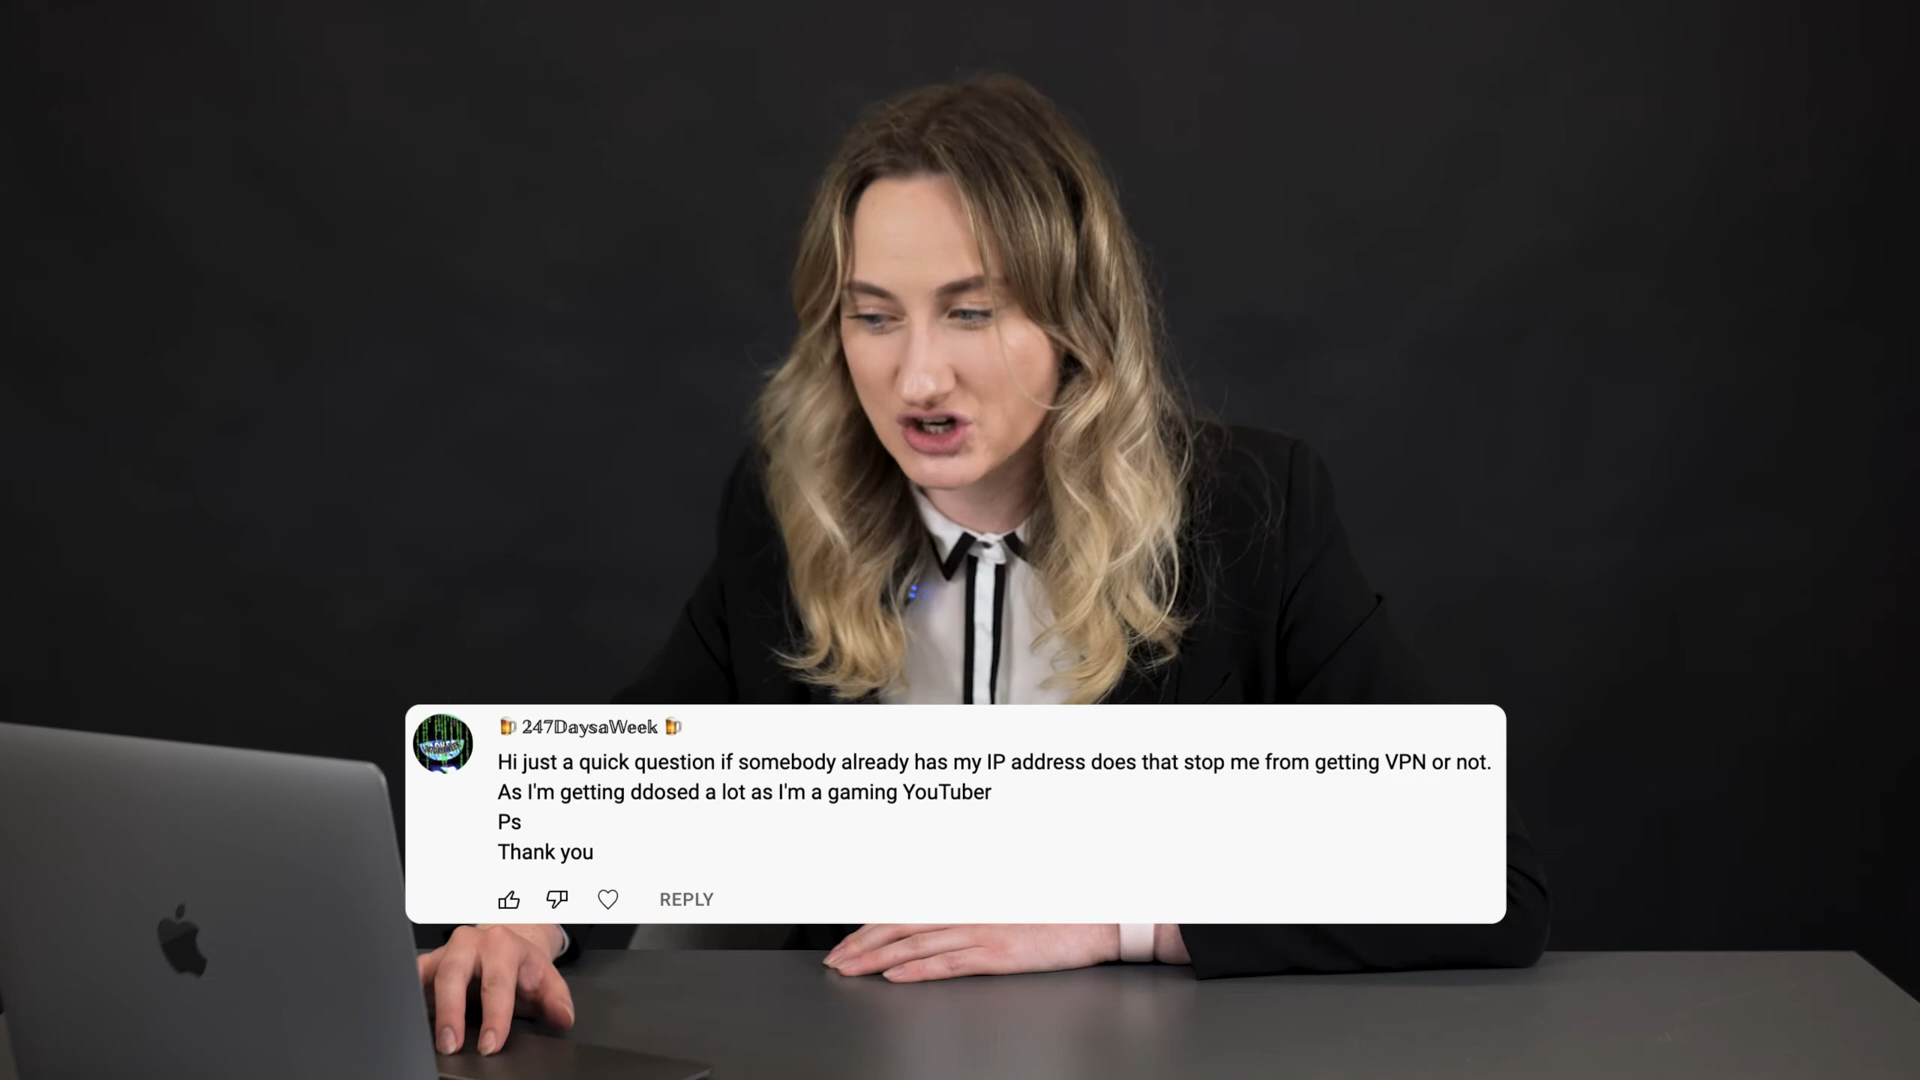 🍺 247DaysaWeek 🍺
Hi just a quick question if somebody already has my IP address does that stop me from getting VPN or not.
As I'm getting ddosed a lot as I'm a gaming YouTuber
Ps
Thank you
REPLY